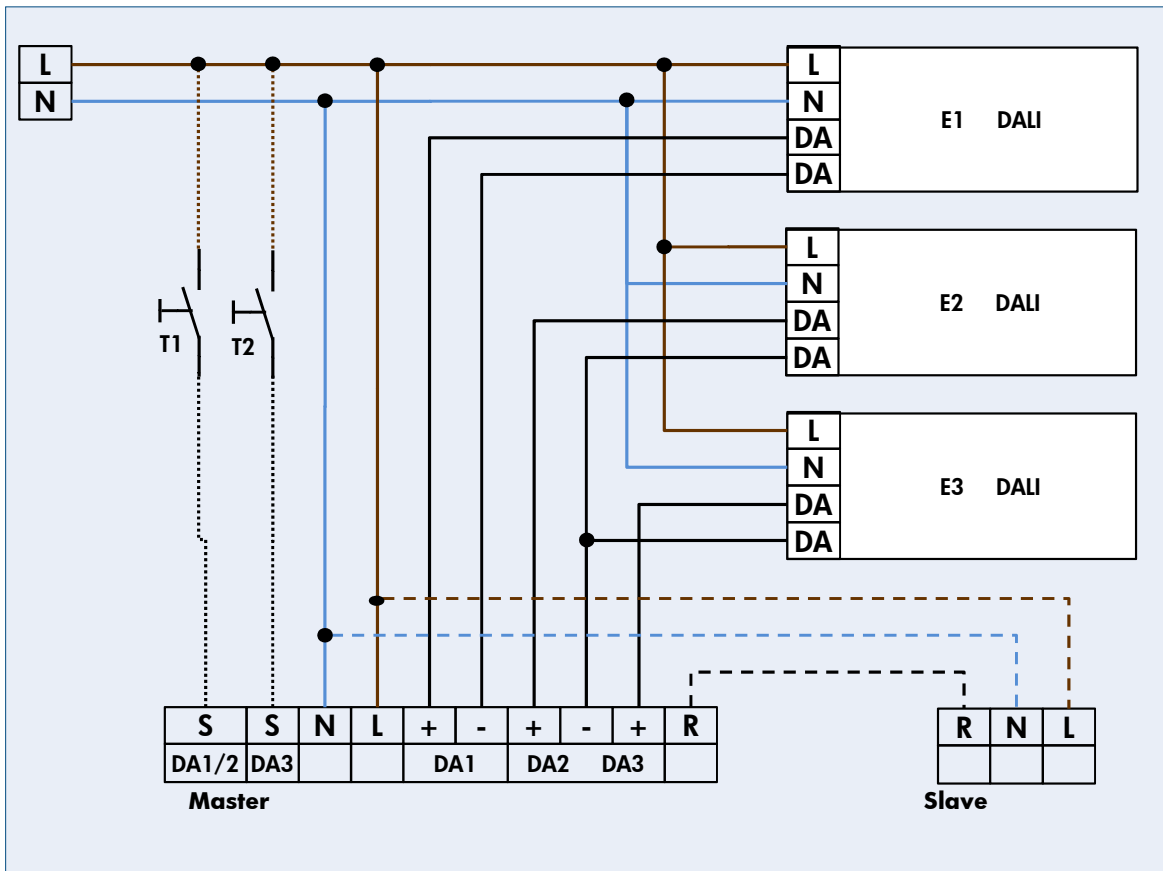 L
N
L
N
DA
DA
E1 DALI
L
N
DA
DA
E2 DALI
T1 T2
L
N
DA
DA
E3 DALI
S S N L + - + - + R
DA1/2 DA3 DA1 DA2 DA3
Master
R N L
Slave